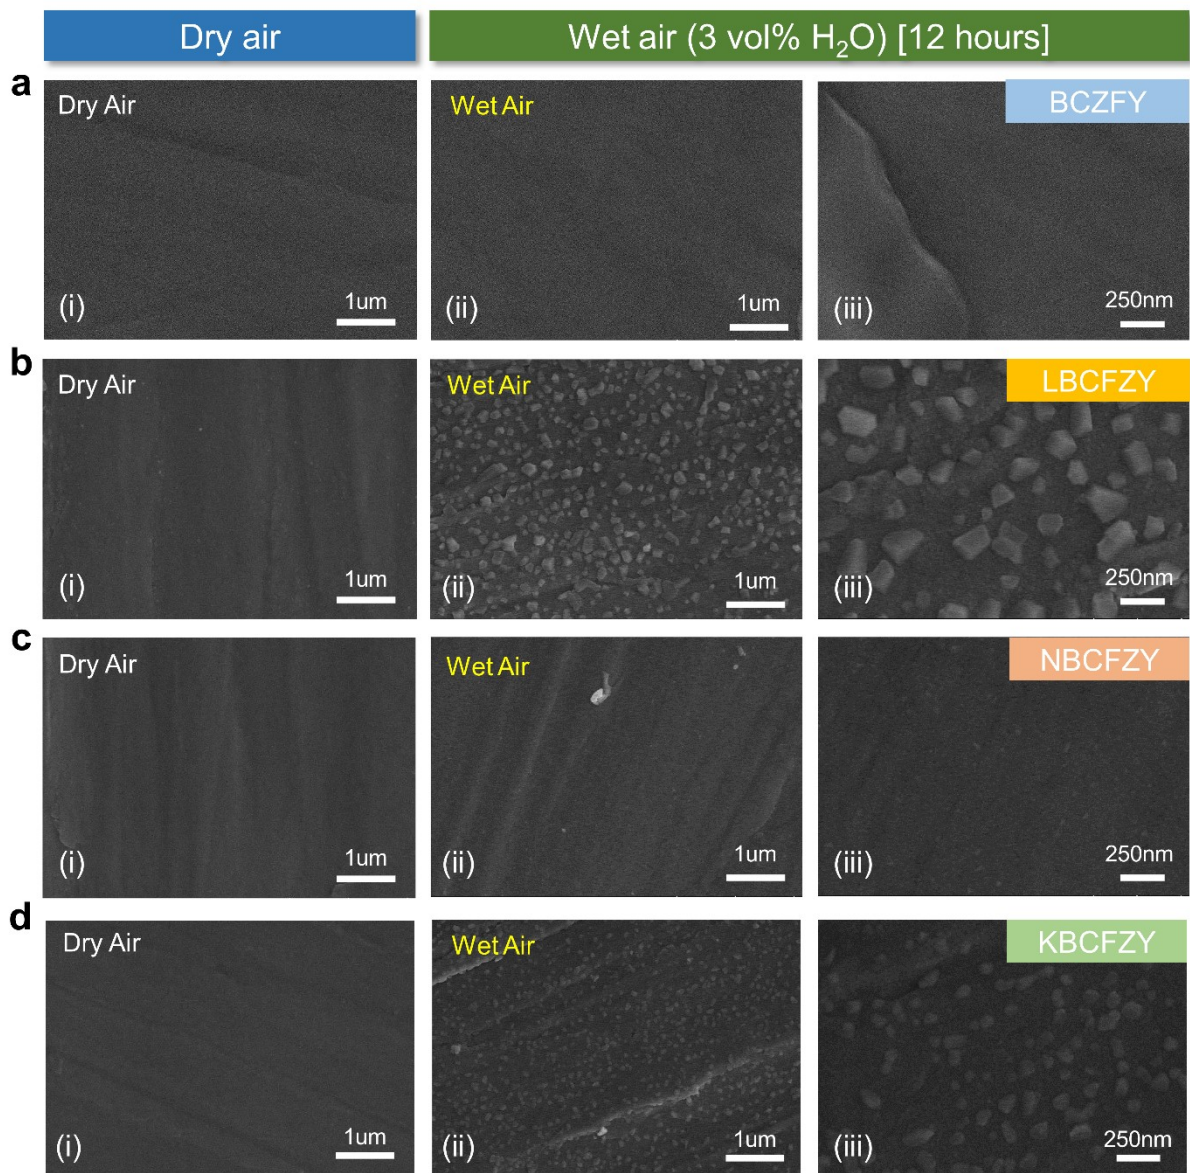 Dry air
Wet air (3 vol% H₂O) [12 hours]
a
Dry Air
(i)
1um
Wet Air
(ii)
1um
BCZFY
(iii)
250nm
b
Dry Air
(i)
1um
Wet Air
(ii)
1um
LBCFZY
(iii)
250nm
c
Dry Air
(i)
1um
Wet Air
(ii)
1um
NBCFZY
(iii)
250nm
d
Dry Air
(i)
1um
Wet Air
(ii)
1um
KBCFZY
(iii)
250nm